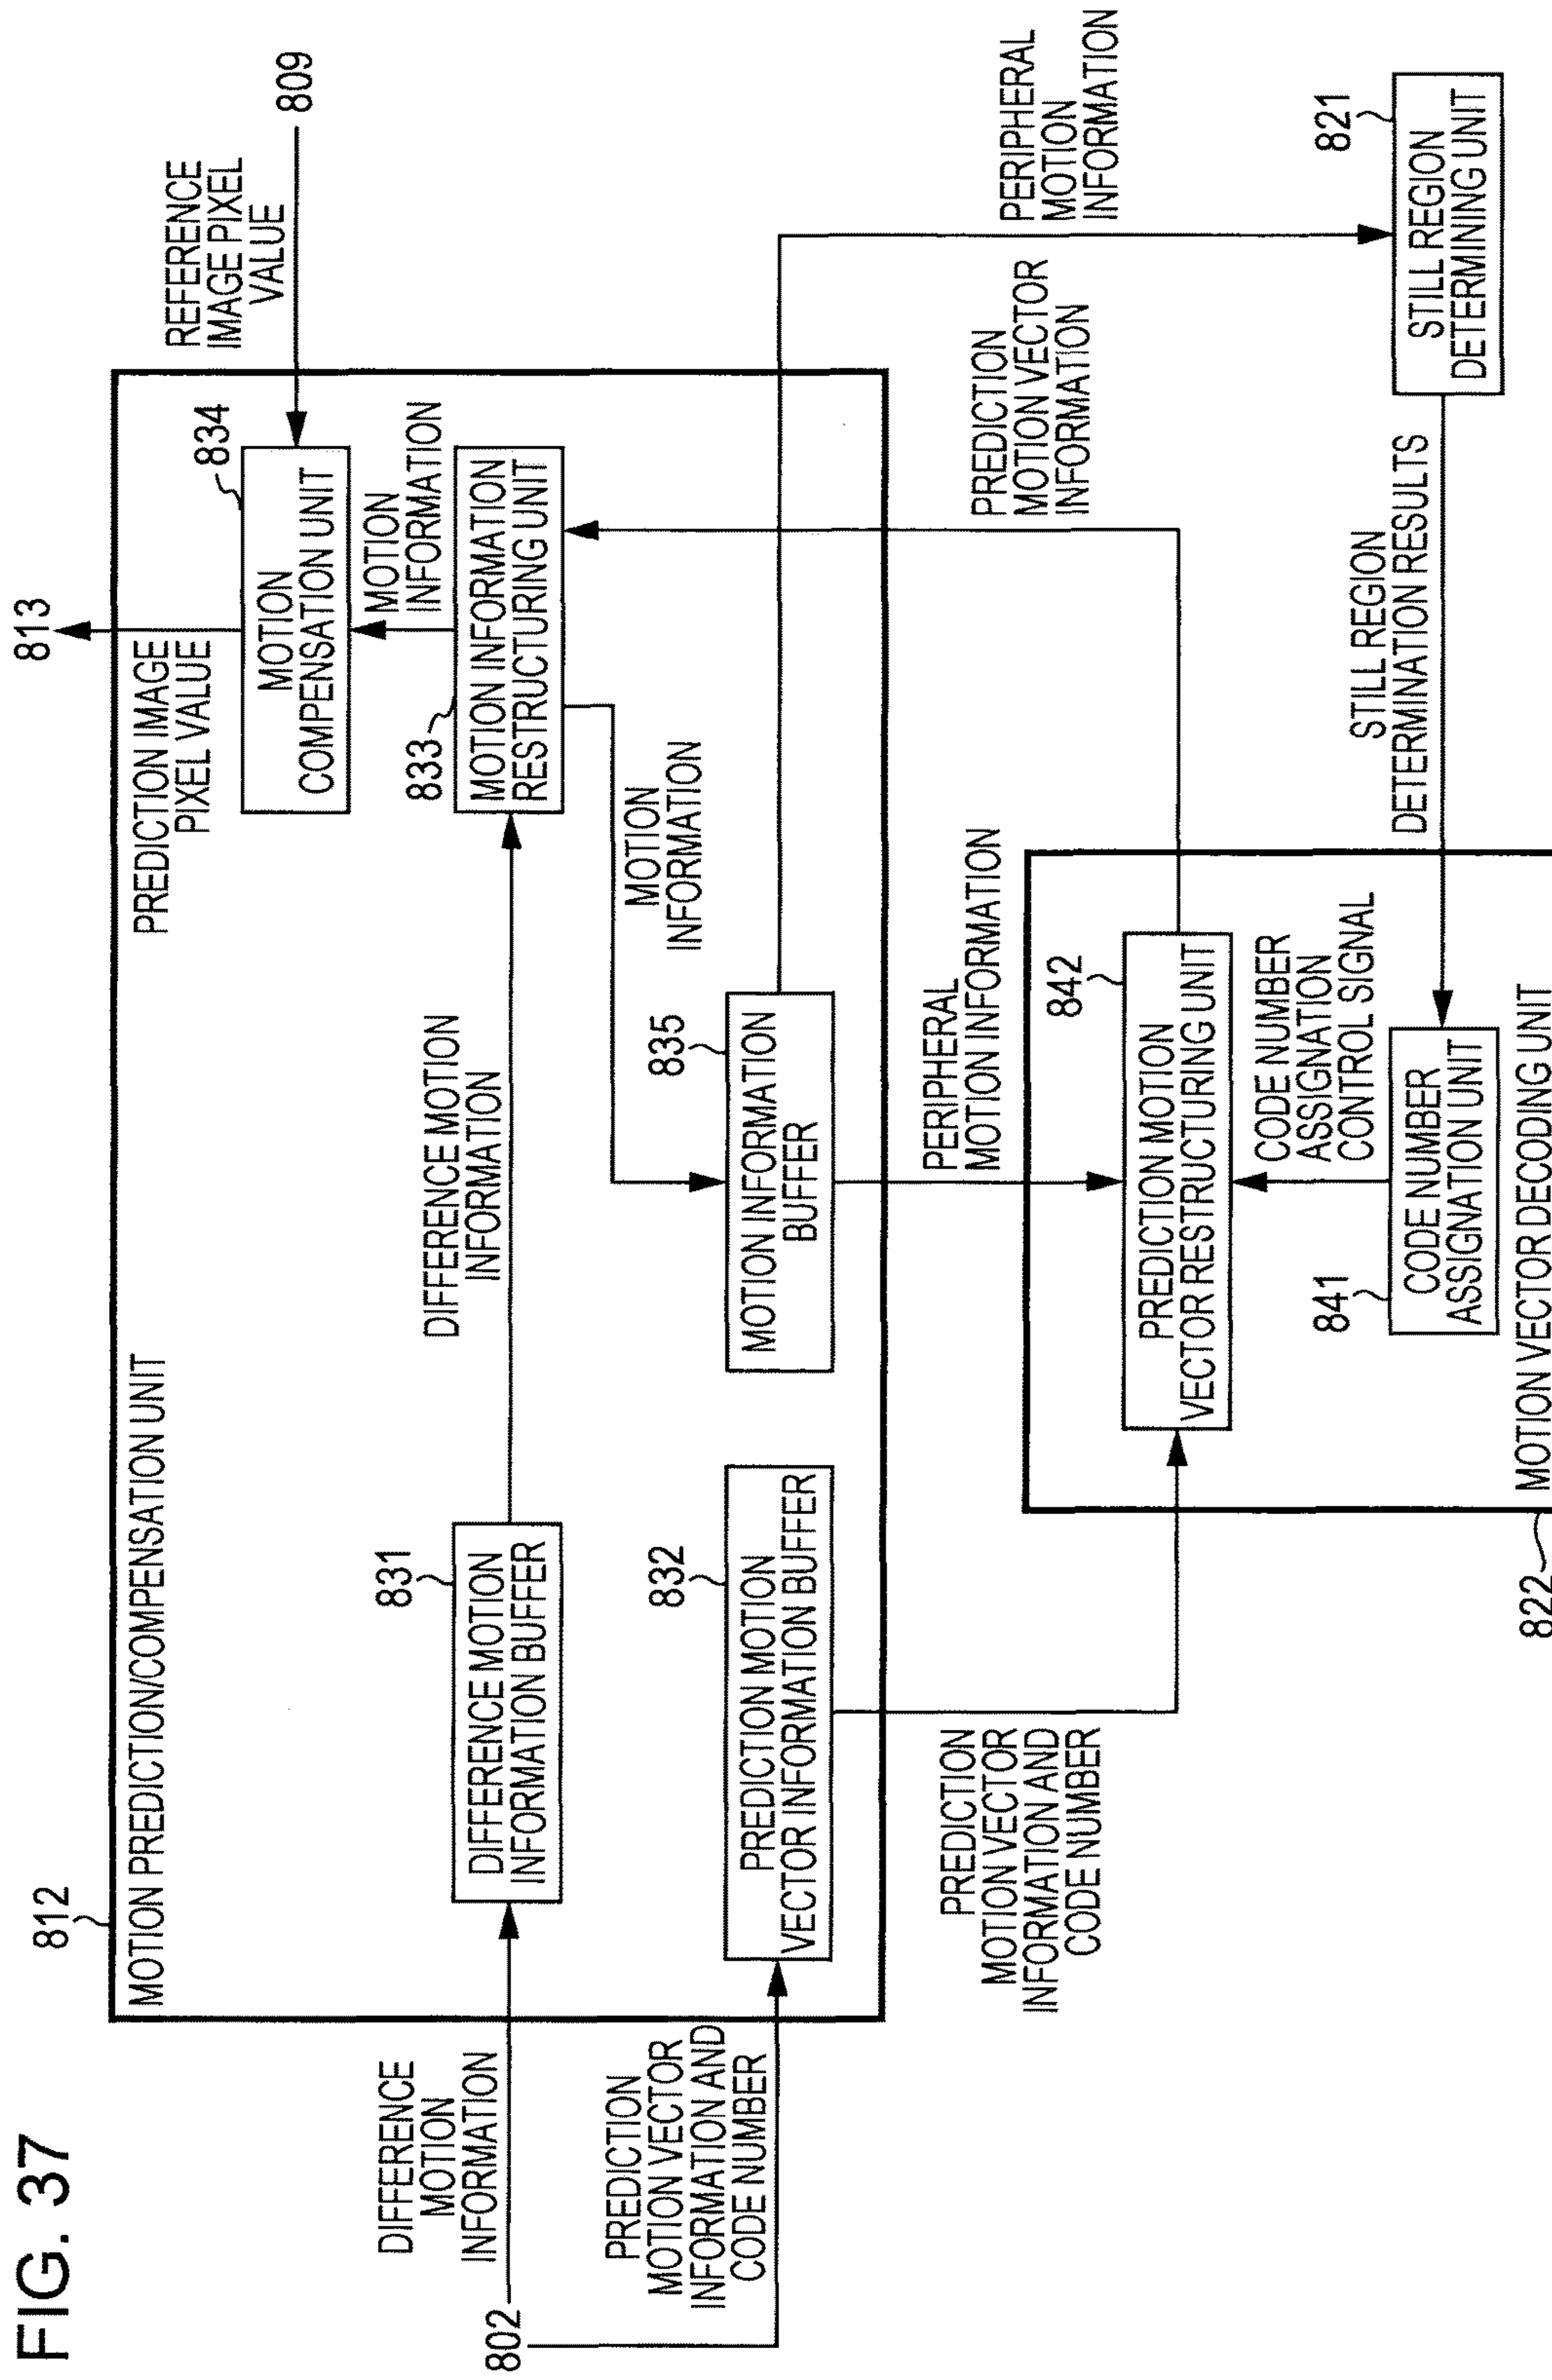 FIG. 37
812
MOTION PREDICTION/COMPENSATION UNIT
813
PREDICTION IMAGE
PIXEL VALUE
834
MOTION
COMPENSATION UNIT
REFERENCE
IMAGE PIXEL
VALUE
809
MOTION
INFORMATION
802
DIFFERENCE
MOTION
INFORMATION
831
DIFFERENCE MOTION
INFORMATION BUFFER
DIFFERENCE MOTION
INFORMATION
833
MOTION INFORMATION
RESTRUCTURING UNIT
PREDICTION
MOTION VECTOR
INFORMATION AND
CODE NUMBER
832
PREDICTION MOTION
VECTOR INFORMATION BUFFER
835
MOTION INFORMATION
BUFFER
MOTION
INFORMATION
PREDICTION
MOTION VECTOR
INFORMATION AND
CODE NUMBER
PERIPHERAL
MOTION INFORMATION
PREDICTION
MOTION VECTOR
INFORMATION
PERIPHERAL
MOTION
INFORMATION
842
PREDICTION MOTION
VECTOR RESTRUCTURING UNIT
CODE NUMBER
ASSIGNATION
CONTROL SIGNAL
841
CODE NUMBER
ASSIGNATION UNIT
STILL REGION
DETERMINATION RESULTS
821
STILL REGION
DETERMINING UNIT
822
MOTION VECTOR DECODING UNIT